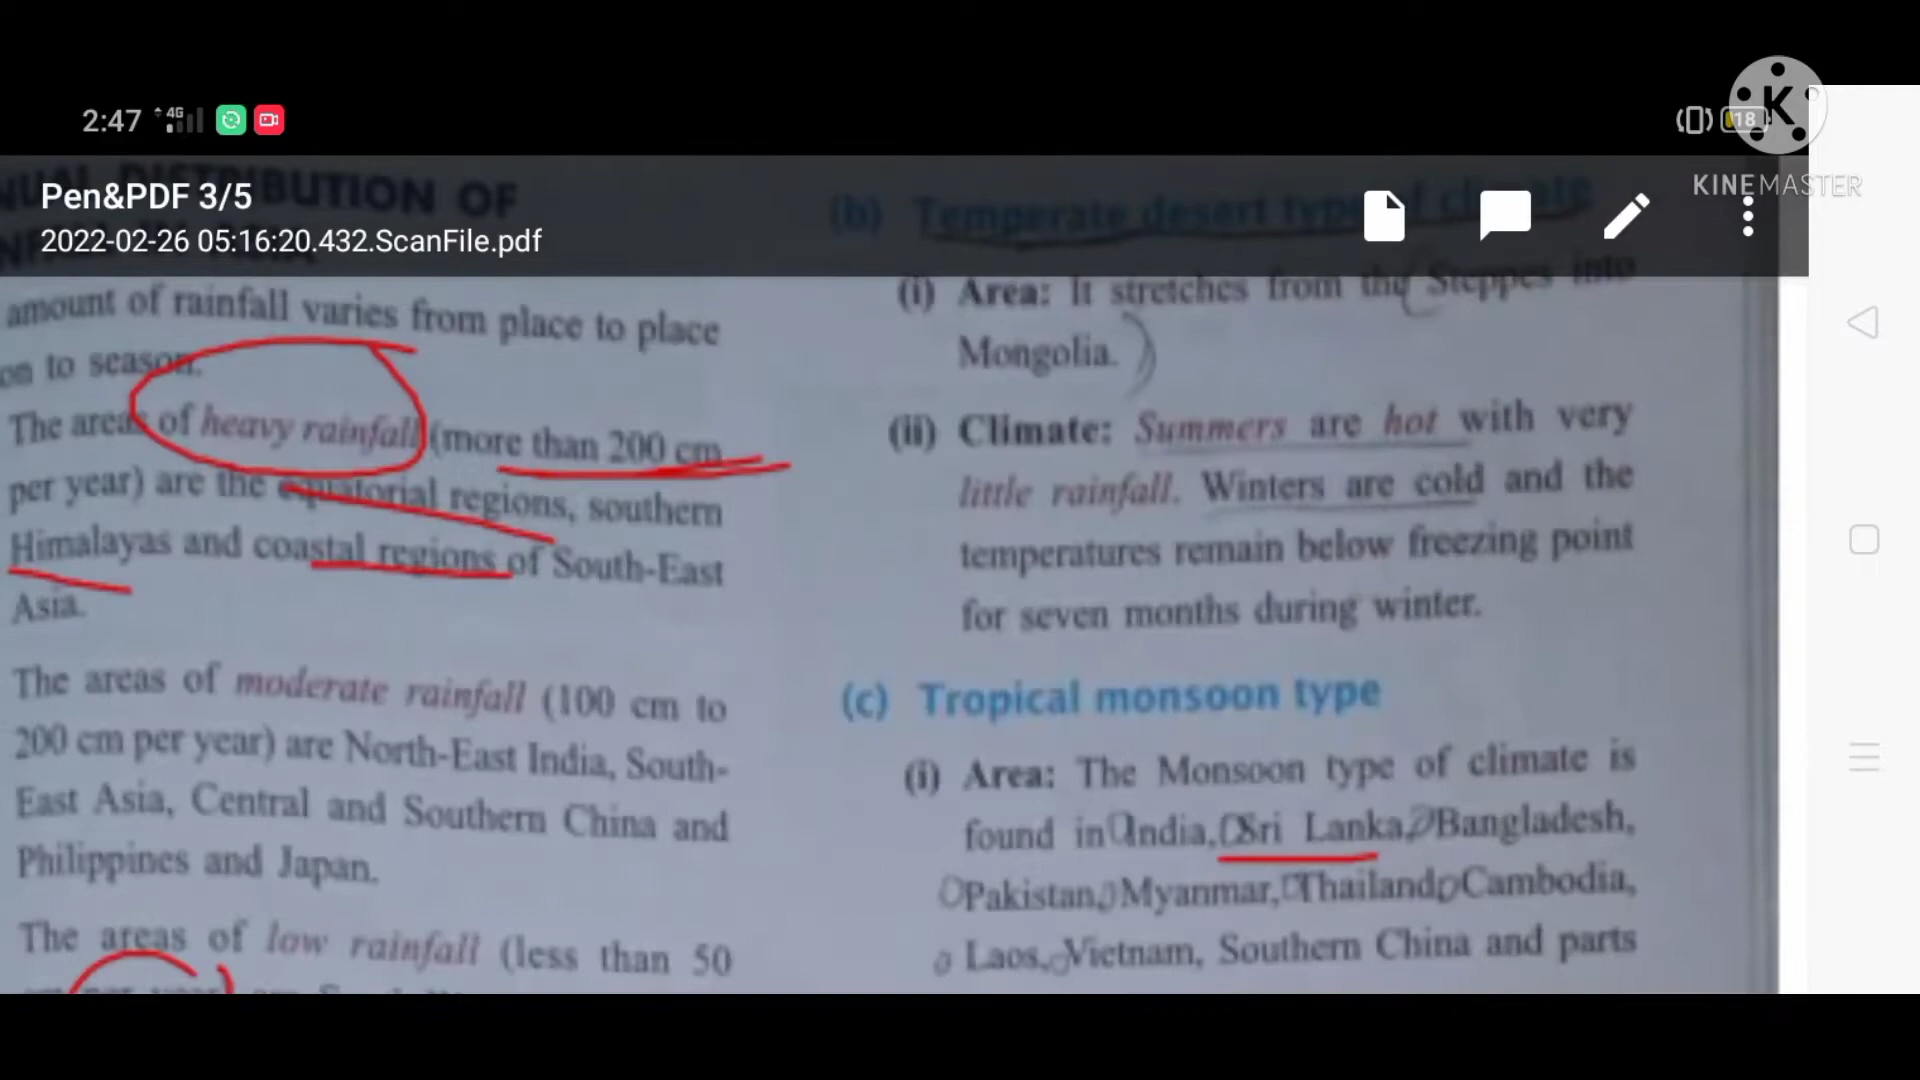 2:47
4G
18
KINEMASTER
Pen&PDF 3/5
2022-02-26 05:16:20.432.ScanFile.pdf
DISTRIBUTION OF
amount of rainfall varies from place to place
on to season.
The areas of heavy rainfall (more than 200 cm
per year) are the equatorial regions, southern
Himalayas and coastal regions of South-East
Asia.
The areas of moderate rainfall (100 cm to
200 cm per year) are North-East India, South-
East Asia, Central and Southern China and
Philippines and Japan.
The areas of low rainfall (less than 50
(b) Temperate desert type of climate
(i) Area: It stretches from the Steppes into
Mongolia.
(ii) Climate: Summers are hot with very
little rainfall. Winters are cold and the
temperatures remain below freezing point
for seven months during winter.
(c) Tropical monsoon type
(i) Area: The Monsoon type of climate is
found in India, Sri Lanka, Bangladesh,
Pakistan, Myanmar, Thailand, Cambodia,
Laos, Vietnam, Southern China and parts